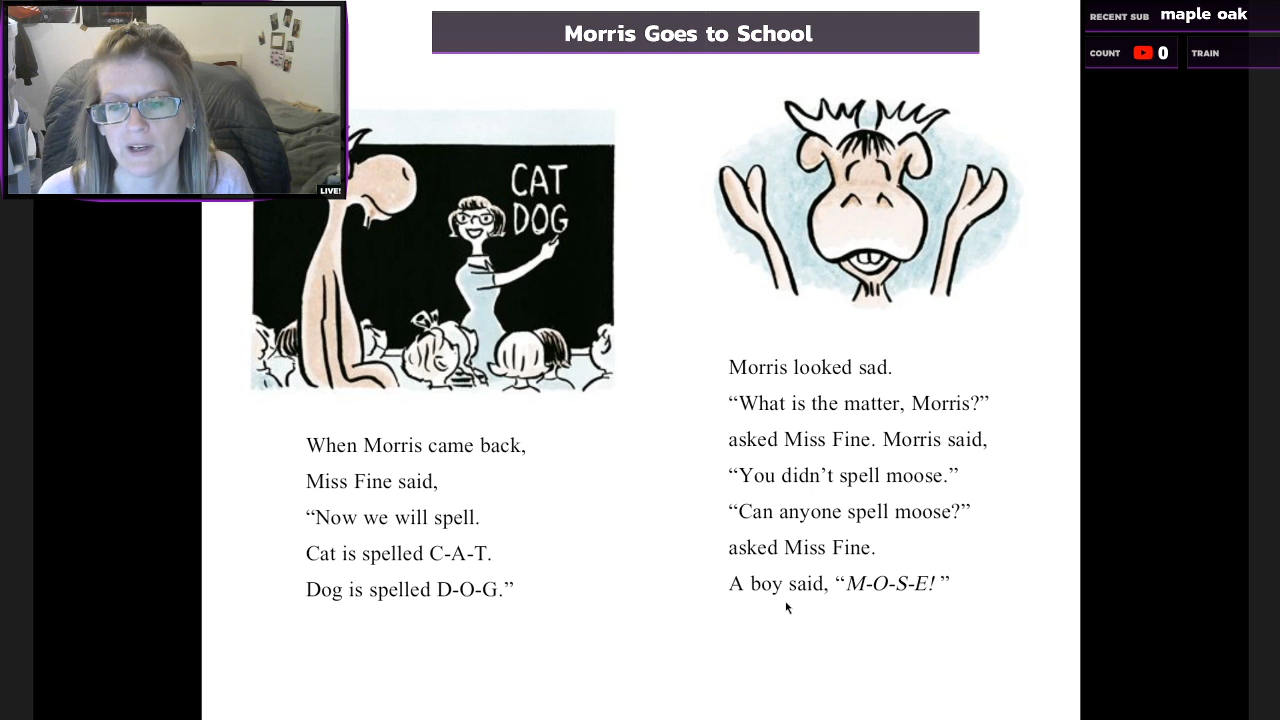 Morris Goes to School
RECENT SUB maple oak
COUNT 0 TRAIN
LIVE!
CAT
DOG
When Morris came back,
Miss Fine said,
“Now we will spell.
Cat is spelled C-A-T.
Dog is spelled D-O-G.”
Morris looked sad.
“What is the matter, Morris?”
asked Miss Fine. Morris said,
“You didn’t spell moose.”
“Can anyone spell moose?”
asked Miss Fine.
A boy said, “M-O-S-E! ”